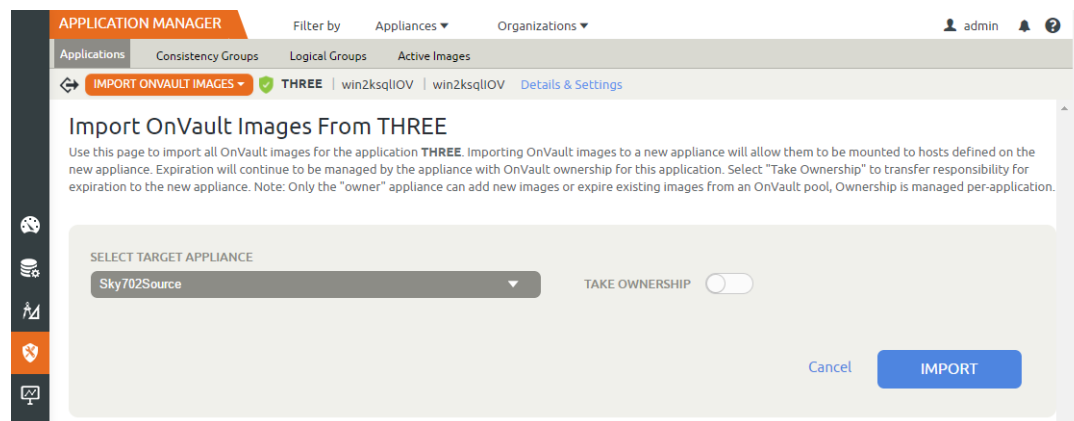 APPLICATION MANAGER Filter by Appliances Organizations admin
Applications Consistency Groups Logical Groups Active Images
IMPORT ONVAULT IMAGES THREE | win2ksqlIOV | win2ksqlIOV Details & Settings
Import OnVault Images From THREE
Use this page to import all OnVault images for the application THREE. Importing OnVault images to a new appliance will allow them to be mounted to hosts defined on the
new appliance. Expiration will continue to be managed by the appliance with OnVault ownership for this application. Select "Take Ownership" to transfer responsibility for
expiration to the new appliance. Note: Only the "owner" appliance can add new images or expire existing images from an OnVault pool, Ownership is managed per-application.
SELECT TARGET APPLIANCE
Sky702Source TAKE OWNERSHIP
Cancel IMPORT